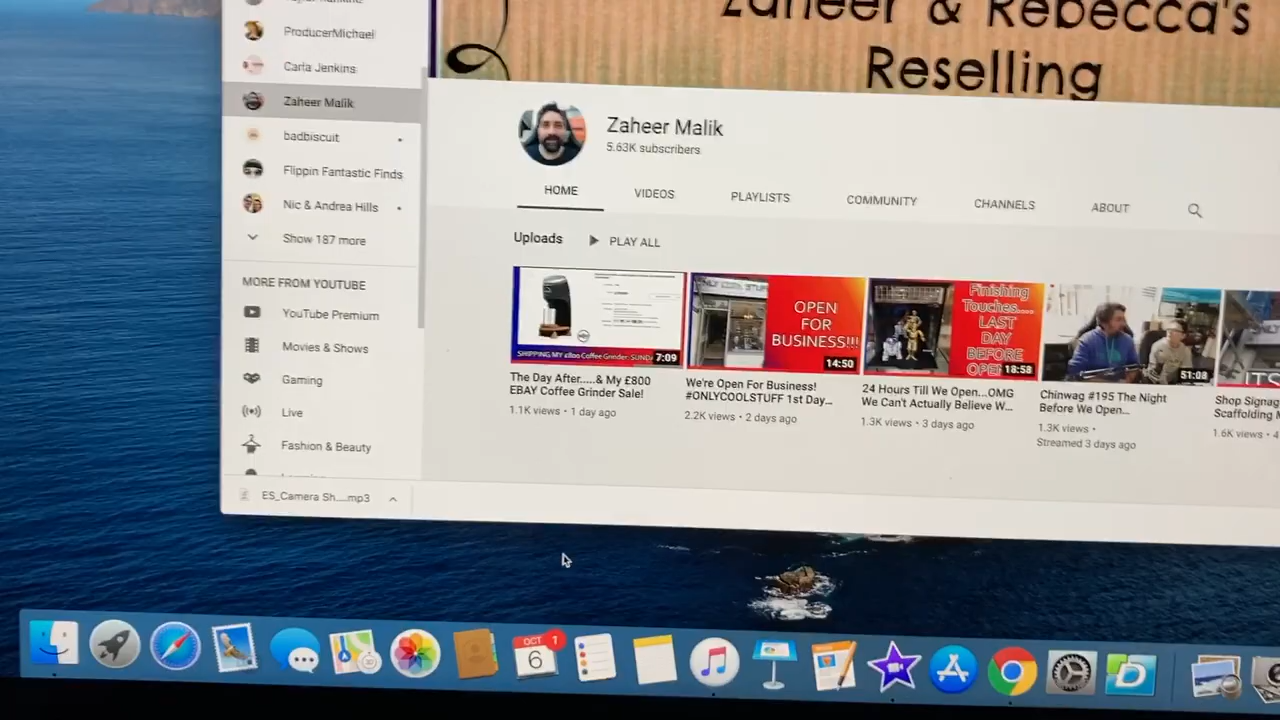 Zaheer & Rebecca's
Reselling
ProducerMichael
Carla Jenkins
Zaheer Malik
badbiscuit
Flippin Fantastic Finds
Nic & Andrea Hills
Show 187 more
MORE FROM YOUTUBE
YouTube Premium
Movies & Shows
Gaming
Live
Fashion & Beauty
ES_Camera Sh....mp3
Zaheer Malik
5.63K subscribers
HOME VIDEOS PLAYLISTS COMMUNITY CHANNELS ABOUT
Uploads PLAY ALL
SHIPPING MY
Coffee Grinder
7:09
The Day After.....& My £800
EBAY Coffee Grinder Sale!
1.1K views • 1 day ago
OPEN
FOR
BUSINESS!!!
14:50
We're Open For Business!
#ONLYCOOLSTUFF 1st Day...
2.2K views • 2 days ago
Finishing
Touches....
LAST
DAY
BEFORE
18:58
24 Hours Till We Open...OMG
We Can't Actually Believe W...
1.3K views • 3 days ago
51:08
Chinwag #195 The Night
Before We Open...
1.3K views •
Streamed 3 days ago
Shop Signag
Scaffolding
1.6K views • 4
OCT
6
1